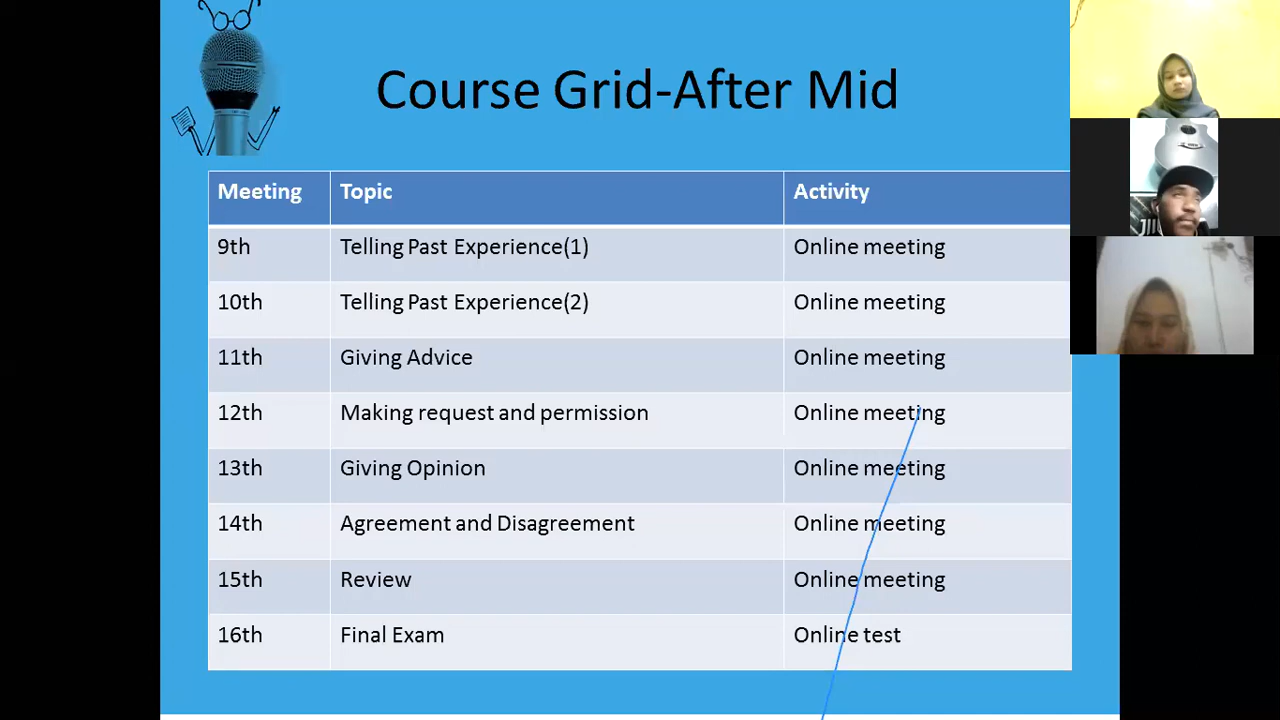 Course Grid-After Mid
Meeting Topic Activity
9th Telling Past Experience(1) Online meeting
10th Telling Past Experience(2) Online meeting
11th Giving Advice Online meeting
12th Making request and permission Online meeting
13th Giving Opinion Online meeting
14th Agreement and Disagreement Online meeting
15th Review Online meeting
16th Final Exam Online test